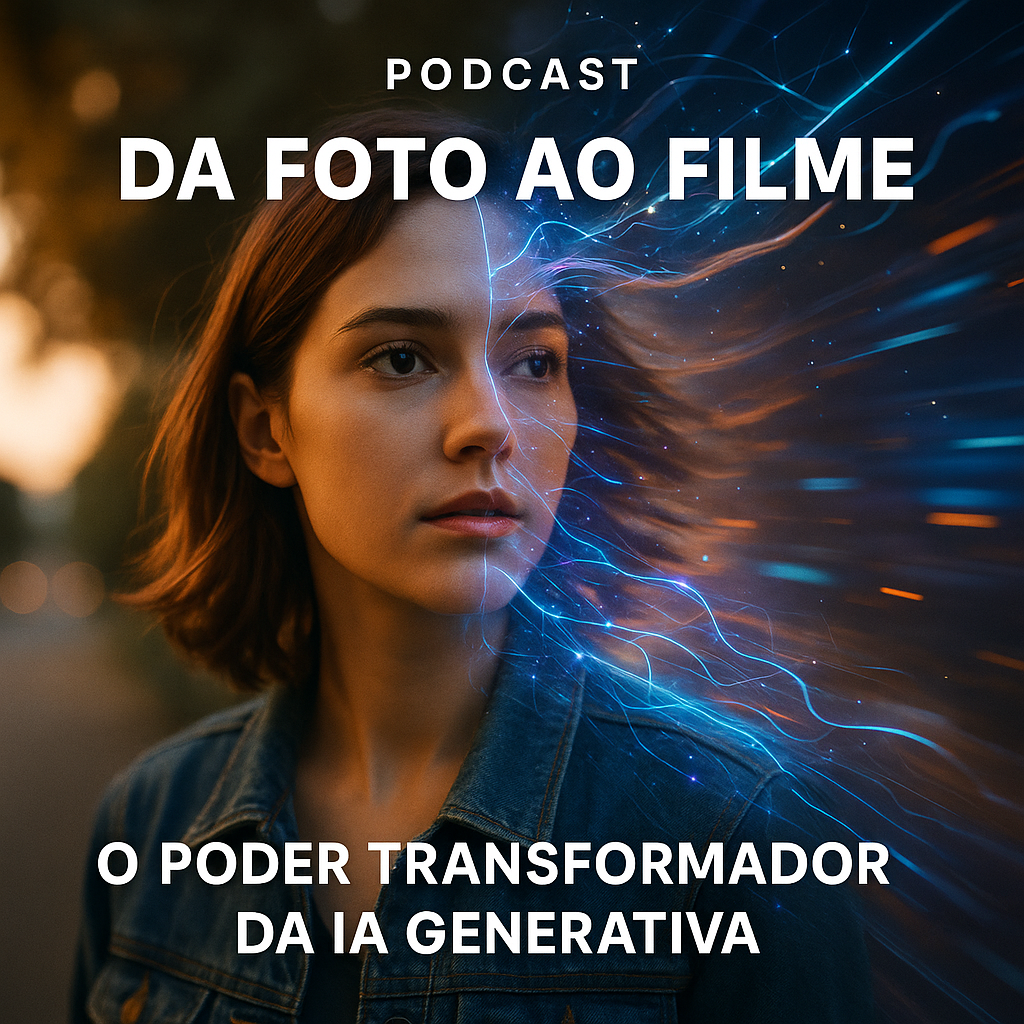 PODCAST
DA FOTO AO FILME
O PODER TRANSFORMADOR
DA IA GENERATIVA